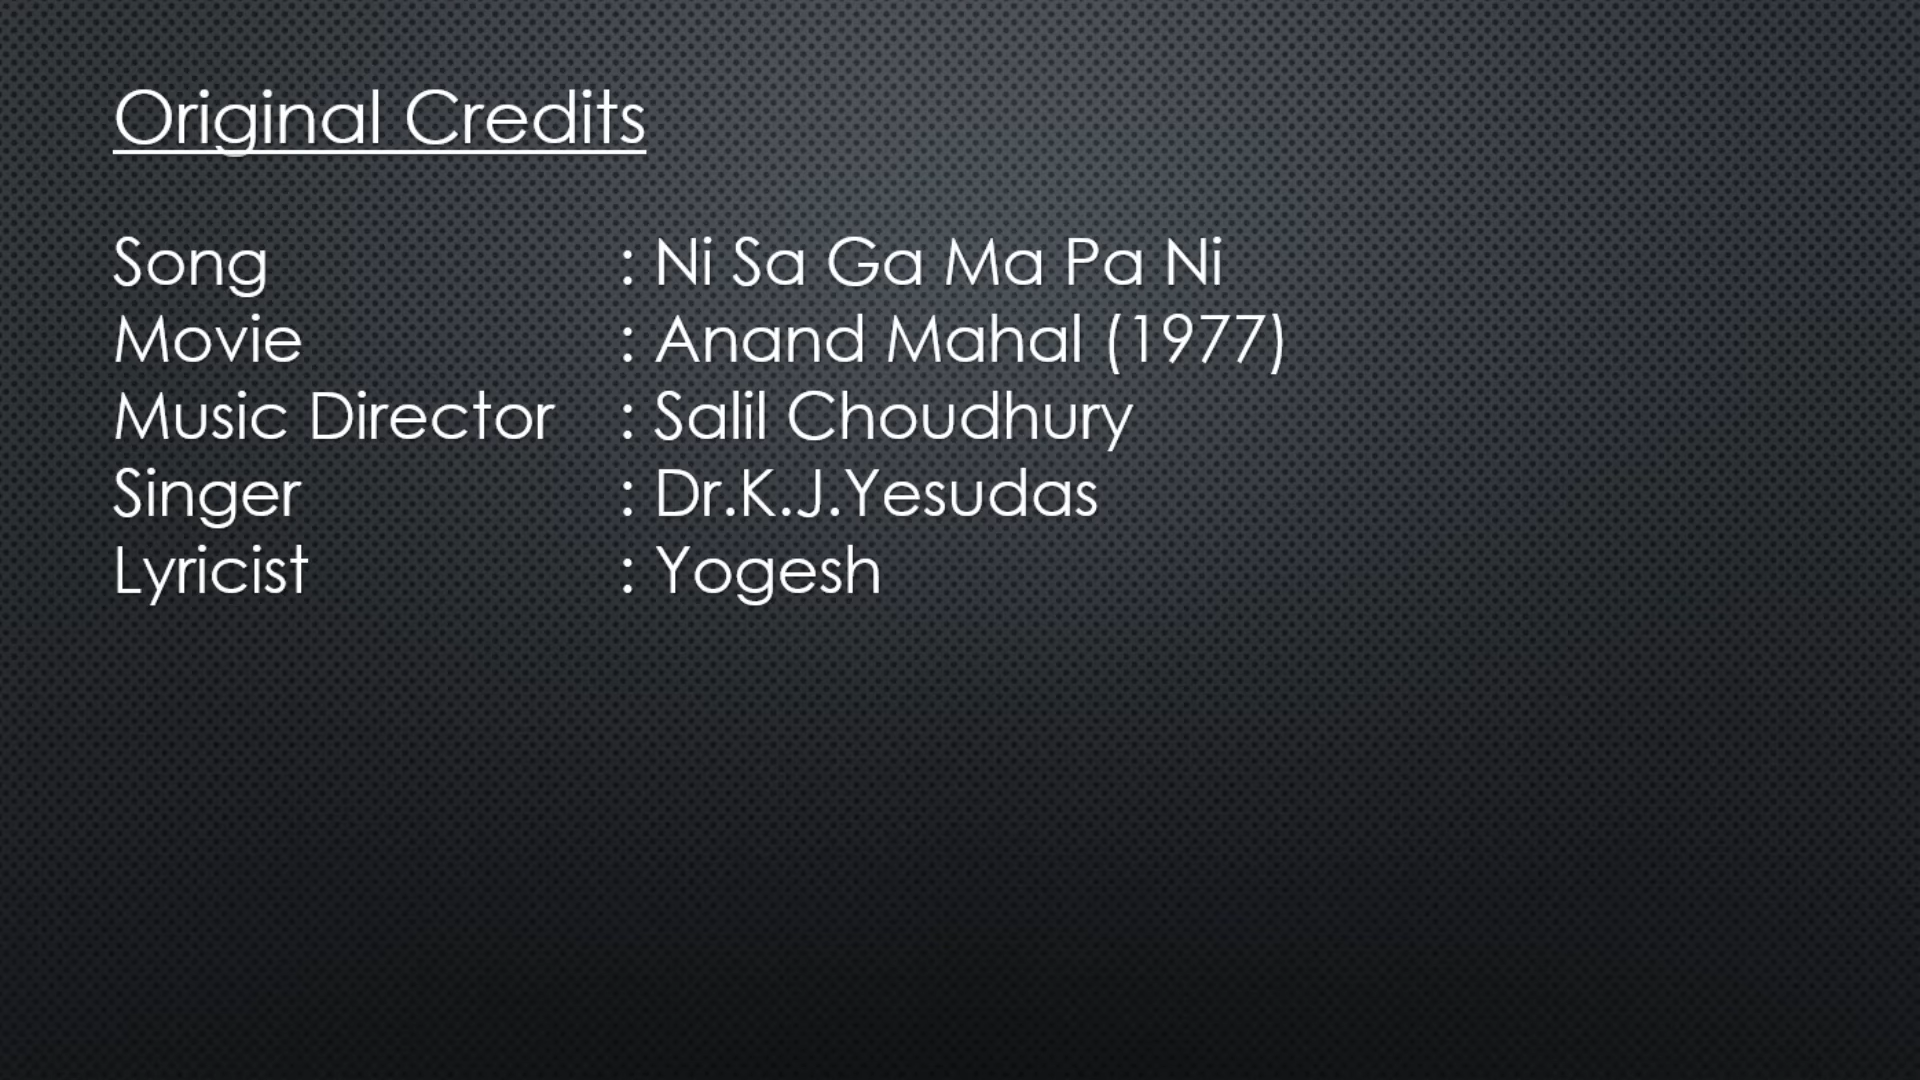 Original Credits
Song : Ni Sa Ga Ma Pa Ni
Movie : Anand Mahal (1977)
Music Director : Salil Choudhury
Singer : Dr.K.J.Yesudas
Lyricist : Yogesh